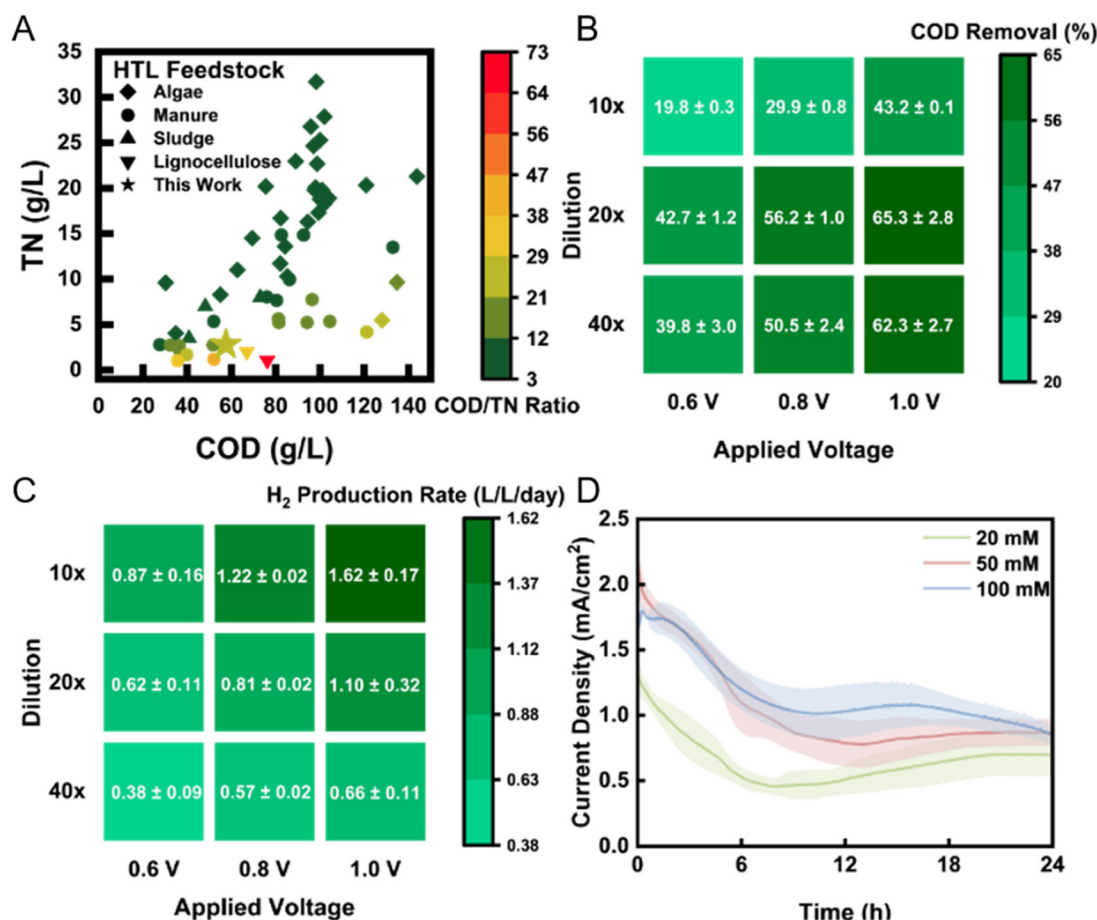 A
TN (g/L)
35
30
25
20
15
10
5
0
HTL Feedstock
Algae
Manure
Sludge
Lignocellulose
This Work
0 20 40 60 80 100 120 140
COD (g/L)
73
64
56
47
38
29
21
12
3
COD/TN Ratio
B
COD Removal (%)
Dilution
10x 19.8 ± 0.3 29.9 ± 0.8 43.2 ± 0.1
20x 42.7 ± 1.2 56.2 ± 1.0 65.3 ± 2.8
40x 39.8 ± 3.0 50.5 ± 2.4 62.3 ± 2.7
0.6 V 0.8 V 1.0 V
Applied Voltage
65
56
47
38
29
20
C
H2 Production Rate (L/L/day)
Dilution
10x 0.87 ± 0.16 1.22 ± 0.02 1.62 ± 0.17
20x 0.62 ± 0.11 0.81 ± 0.02 1.10 ± 0.32
40x 0.38 ± 0.09 0.57 ± 0.02 0.66 ± 0.11
0.6 V 0.8 V 1.0 V
Applied Voltage
1.62
1.37
1.12
0.88
0.63
0.38
D
Current Density (mA/cm²)
2.5
2.0
1.5
1.0
0.5
0.0
20 mM
50 mM
100 mM
0 6 12 18 24
Time (h)